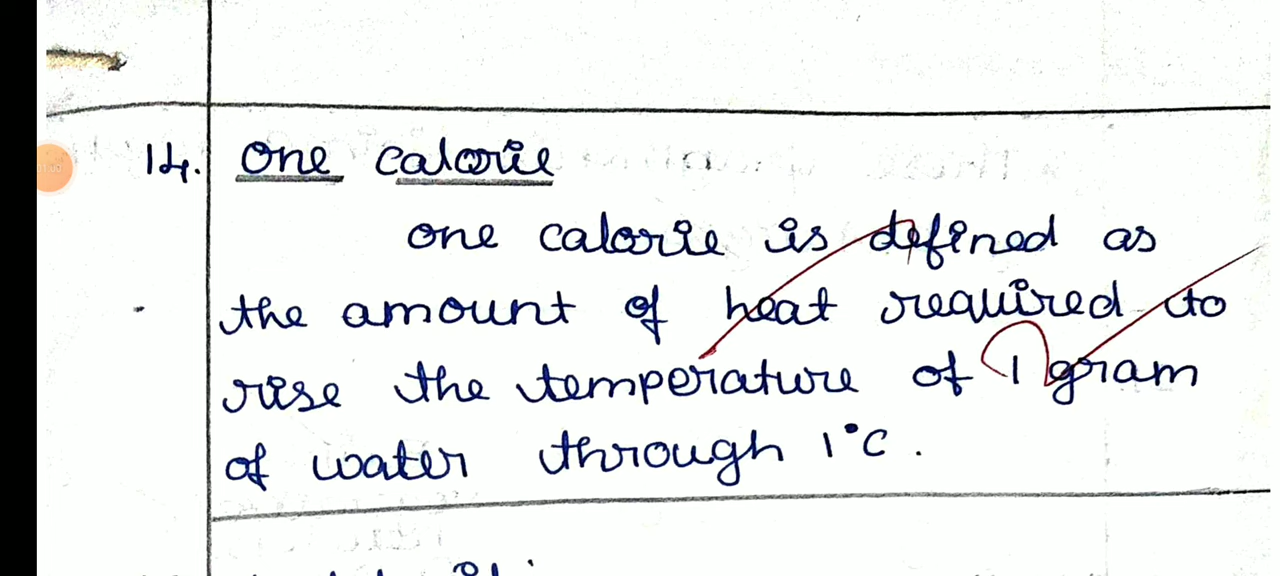 14. One calorie
one calorie is defined as
the amount of heat required to
rise the temperature of 1 gram
of water through 1°C.